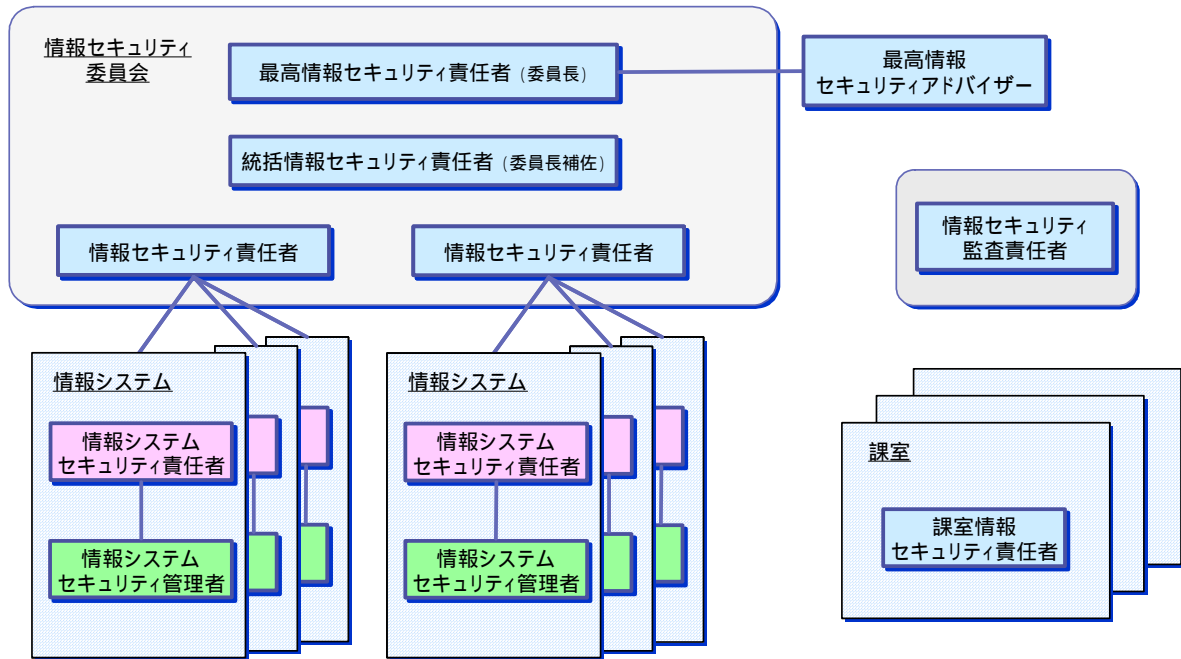 情報セキュリティ
委員会
最高情報セキュリティ責任者（委員長）
最高情報
セキュリティアドバイザー
統括情報セキュリティ責任者（委員長補佐）
情報セキュリティ責任者
情報セキュリティ責任者
情報セキュリティ
監査責任者
情報システム
情報システム
セキュリティ責任者
情報システム
セキュリティ管理者
情報システム
情報システム
セキュリティ責任者
情報システム
セキュリティ管理者
課室
課室情報
セキュリティ責任者